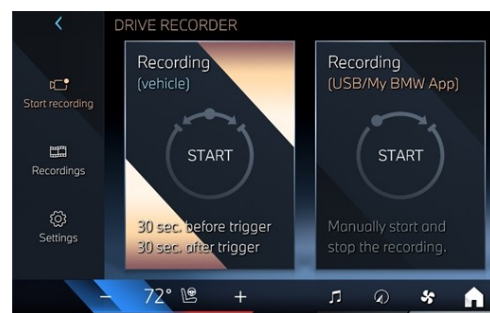 DRIVE RECORDER
Start recording
Recordings
Settings
Recording
(vehicle)
START
30 sec. before trigger
30 sec. after trigger
Recording
(USB/My BMW App)
START
Manually start and
stop the recording.
- 72° +